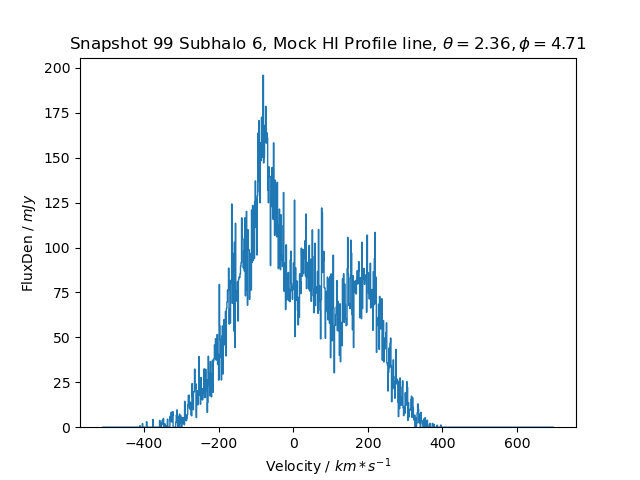 Snapshot 99 Subhalo 6, Mock HI Profile line, θ = 2.36, ϕ = 4.71
FluxDen / mJy
200
175
150
125
100
75
50
25
0
−400 −200 0 200 400 600
Velocity / km * s⁻¹